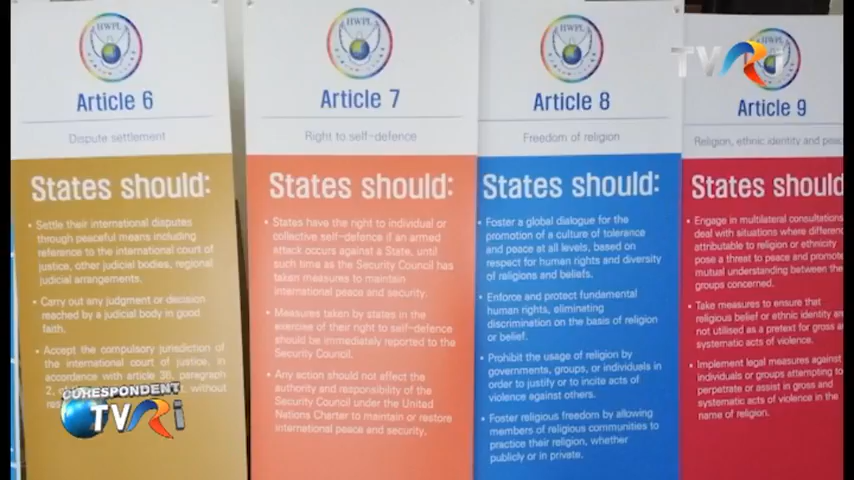 HWPL
Article 6
Dispute settlement
States should:
• Settle their international disputes
through peaceful means including
reference to the international court of
justice, other judicial bodies, regional
judicial arrangements.
• Carry out any judgment or decision
reached by a judicial body in good
faith.
• Accept the compulsory jurisdiction of
the international court of justice, in
accordance with article 36, paragraph
2, without
HWPL
Article 7
Right to self-defence
States should:
• States have the right to individual or
collective self-defence if an armed
attack occurs against a State, until
such time as the Security Council has
taken measures to maintain
international peace and security.
• Measures taken by states in the
exercise of their right to self-defence
should be immediately reported to the
Security Council.
• Any action should not affect the
authority and responsibility of the
Security Council under the United
Nations Charter to maintain or restore
international peace and security.
HWPL
Article 8
Freedom of religion
States should:
• Foster a global dialogue for the
promotion of a culture of tolerance
and peace at all levels, based on
respect for human rights and diversity
of religions and beliefs.
• Enforce and protect fundamental
human rights, eliminating
discrimination on the basis of religion
or belief.
• Prohibit the usage of religion by
governments, groups, or individuals in
order to justify or to incite acts of
violence against others.
• Foster religious freedom by allowing
members of religious communities to
practice their religion, whether
publicly or in private.
Article 9
Religion, ethnic identity and peac
States should
• Engage in multilateral consultations
deal with situations where differenc
attributable to religion or ethnicity
pose a threat to peace and promote
mutual understanding between the
groups concerned.
• Take measures to ensure that
religious belief or ethnic identity are
not utilised as a pretext for gross a
systematic acts of violence.
• Implement legal measures against
individuals or groups attempting to
perpetrate or assist in gross and
systematic acts of violence in the
name of religion.
TVRi
CORESPONDENT
TVRi